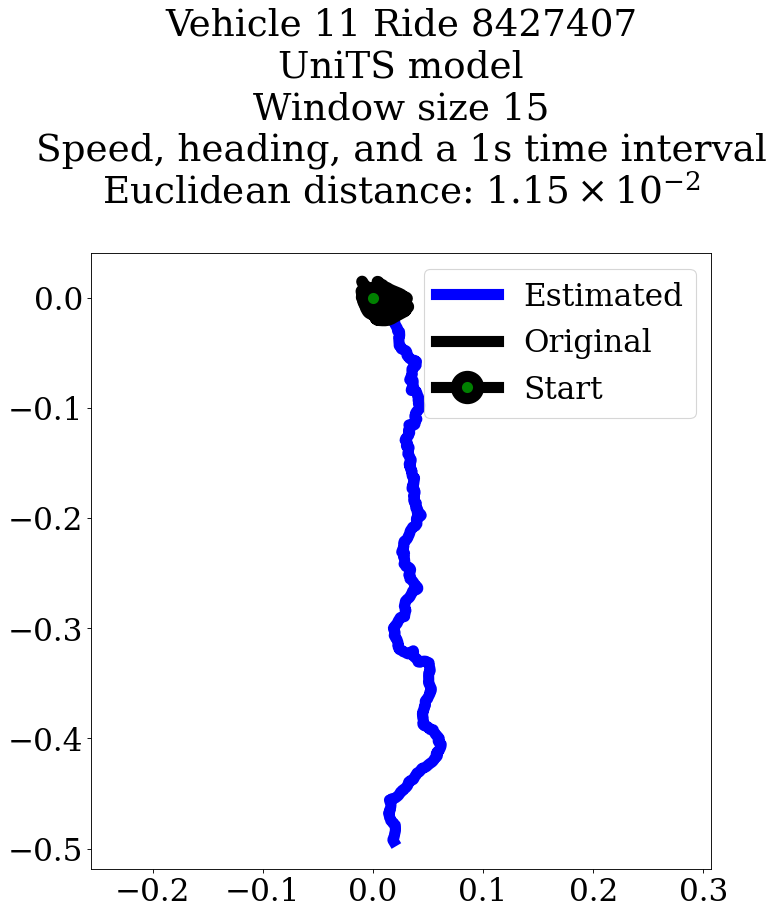 Vehicle 11 Ride 8427407
UniTS model
Window size 15
Speed, heading, and a 1s time interval
Euclidean distance: 1.15 × 10⁻²
Estimated
Original
Start
0.0
−0.1
−0.2
−0.3
−0.4
−0.5
−0.2 −0.1 0.0 0.1 0.2 0.3